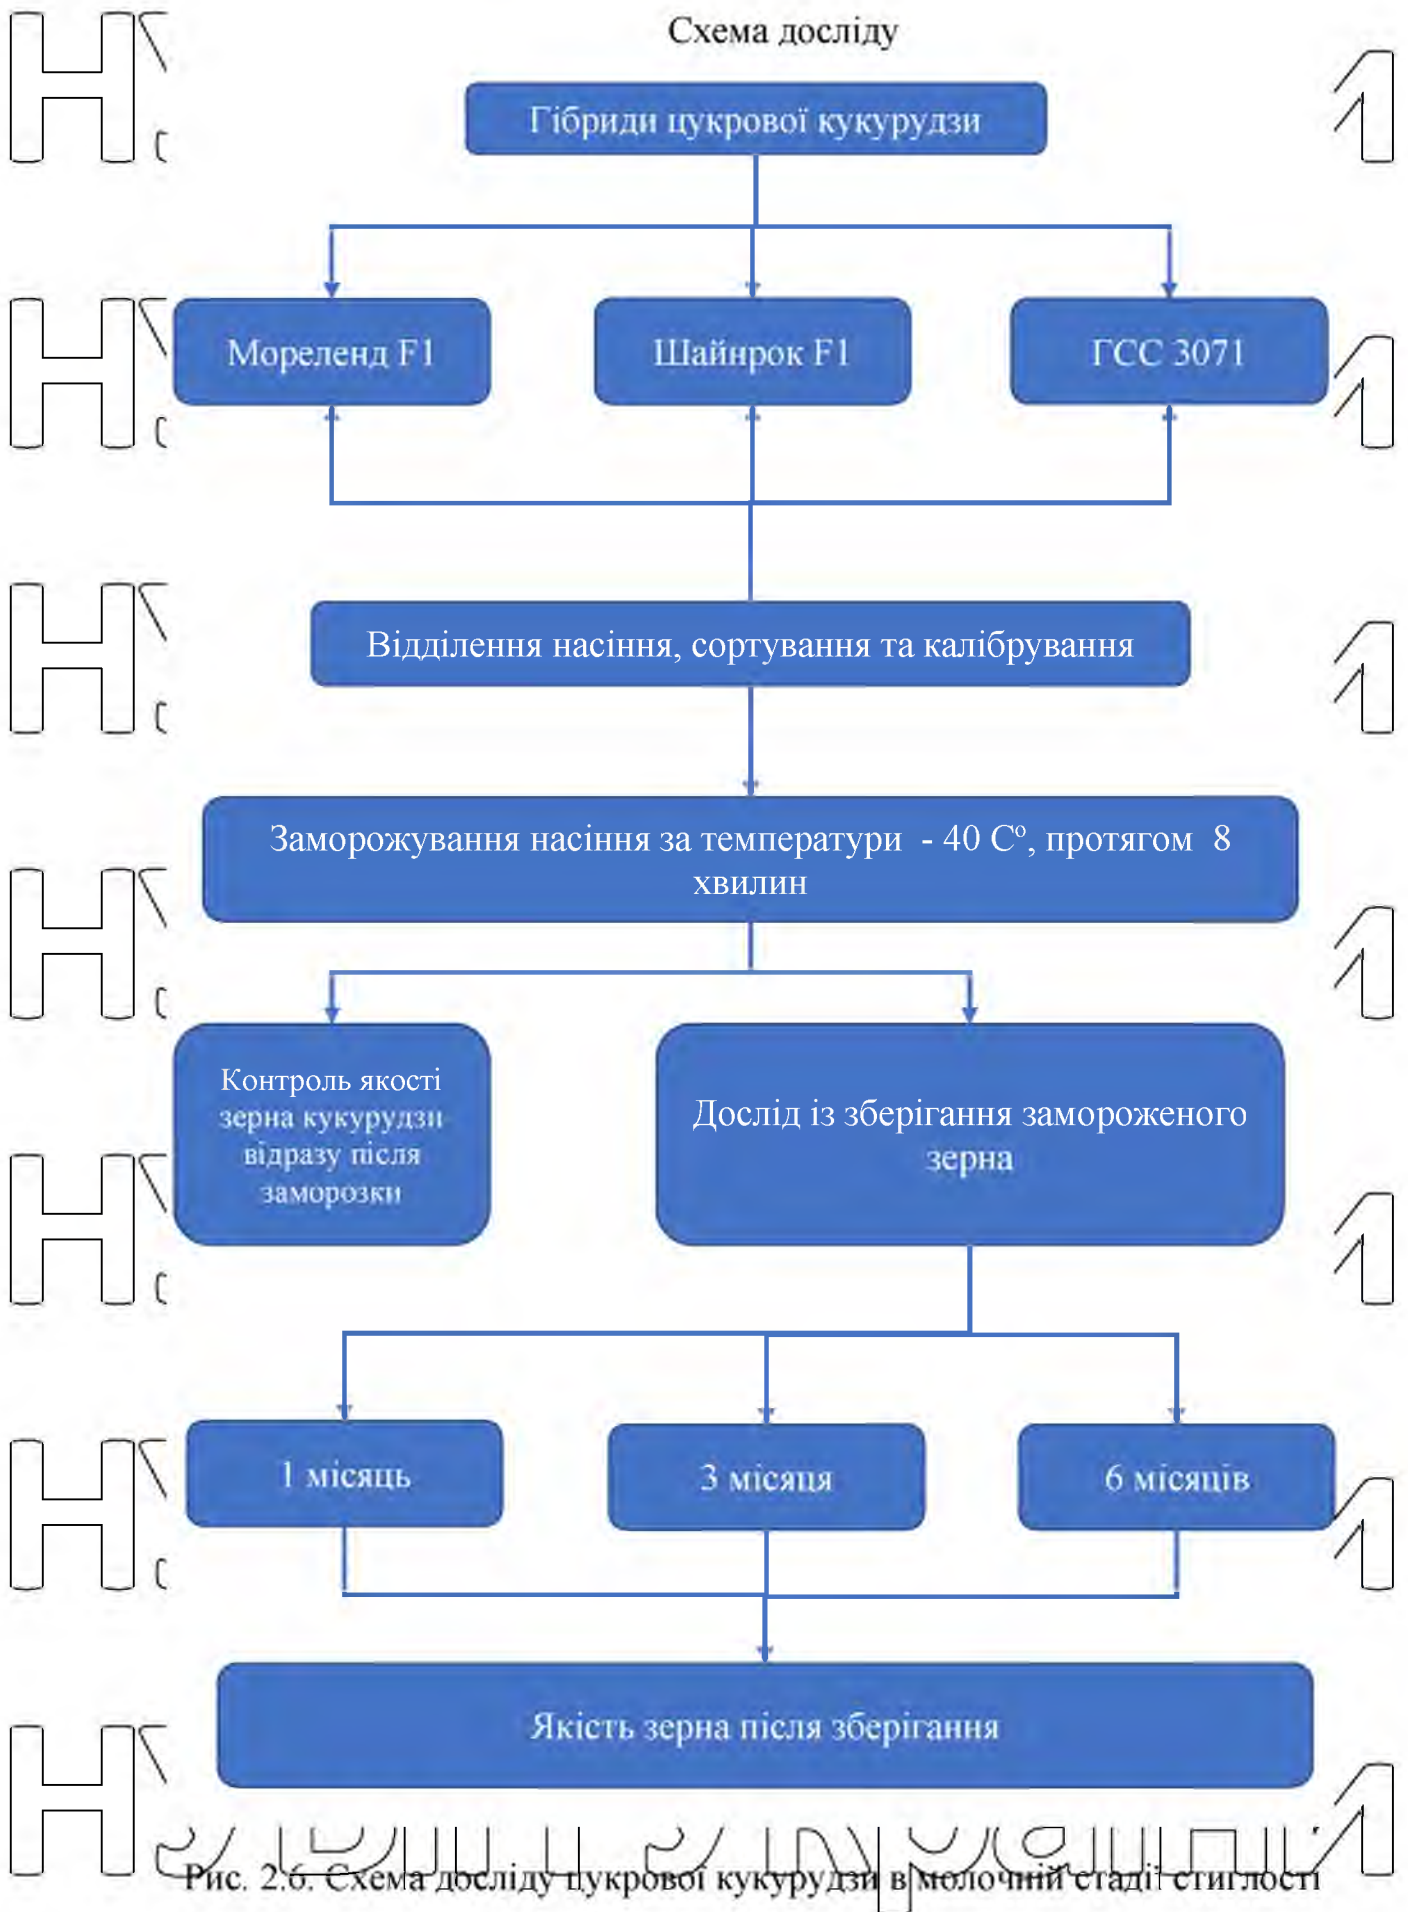 Схема досліду
Гібриди цукрової кукурудзи
Мореленд F1
Шайнрок F1
ГСС 3071
Відділення насіння, сортування та калібрування
Заморожування насіння за температури - 40 Сº, протягом 8
хвилин
Контроль якості
зерна кукурудзи
відразу після
заморозки
Дослід із зберігання замороженого
зерна
1 місяць
3 місяця
6 місяців
Якість зерна після зберігання
Рис. 2.6. Схема досліду цукрової кукурудзи в молочній стадії стиглості